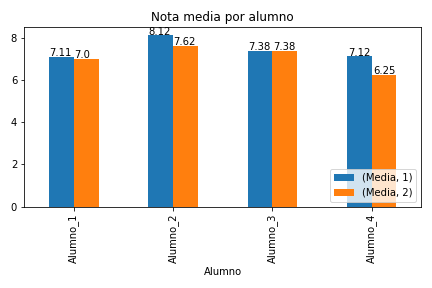 Nota media por alumno
8
6
4
2
0
7.11
7.0
8.12
7.62
7.38
7.38
7.12
6.25
(Media, 1)
(Media, 2)
Alumno_1
Alumno_2
Alumno_3
Alumno_4
Alumno